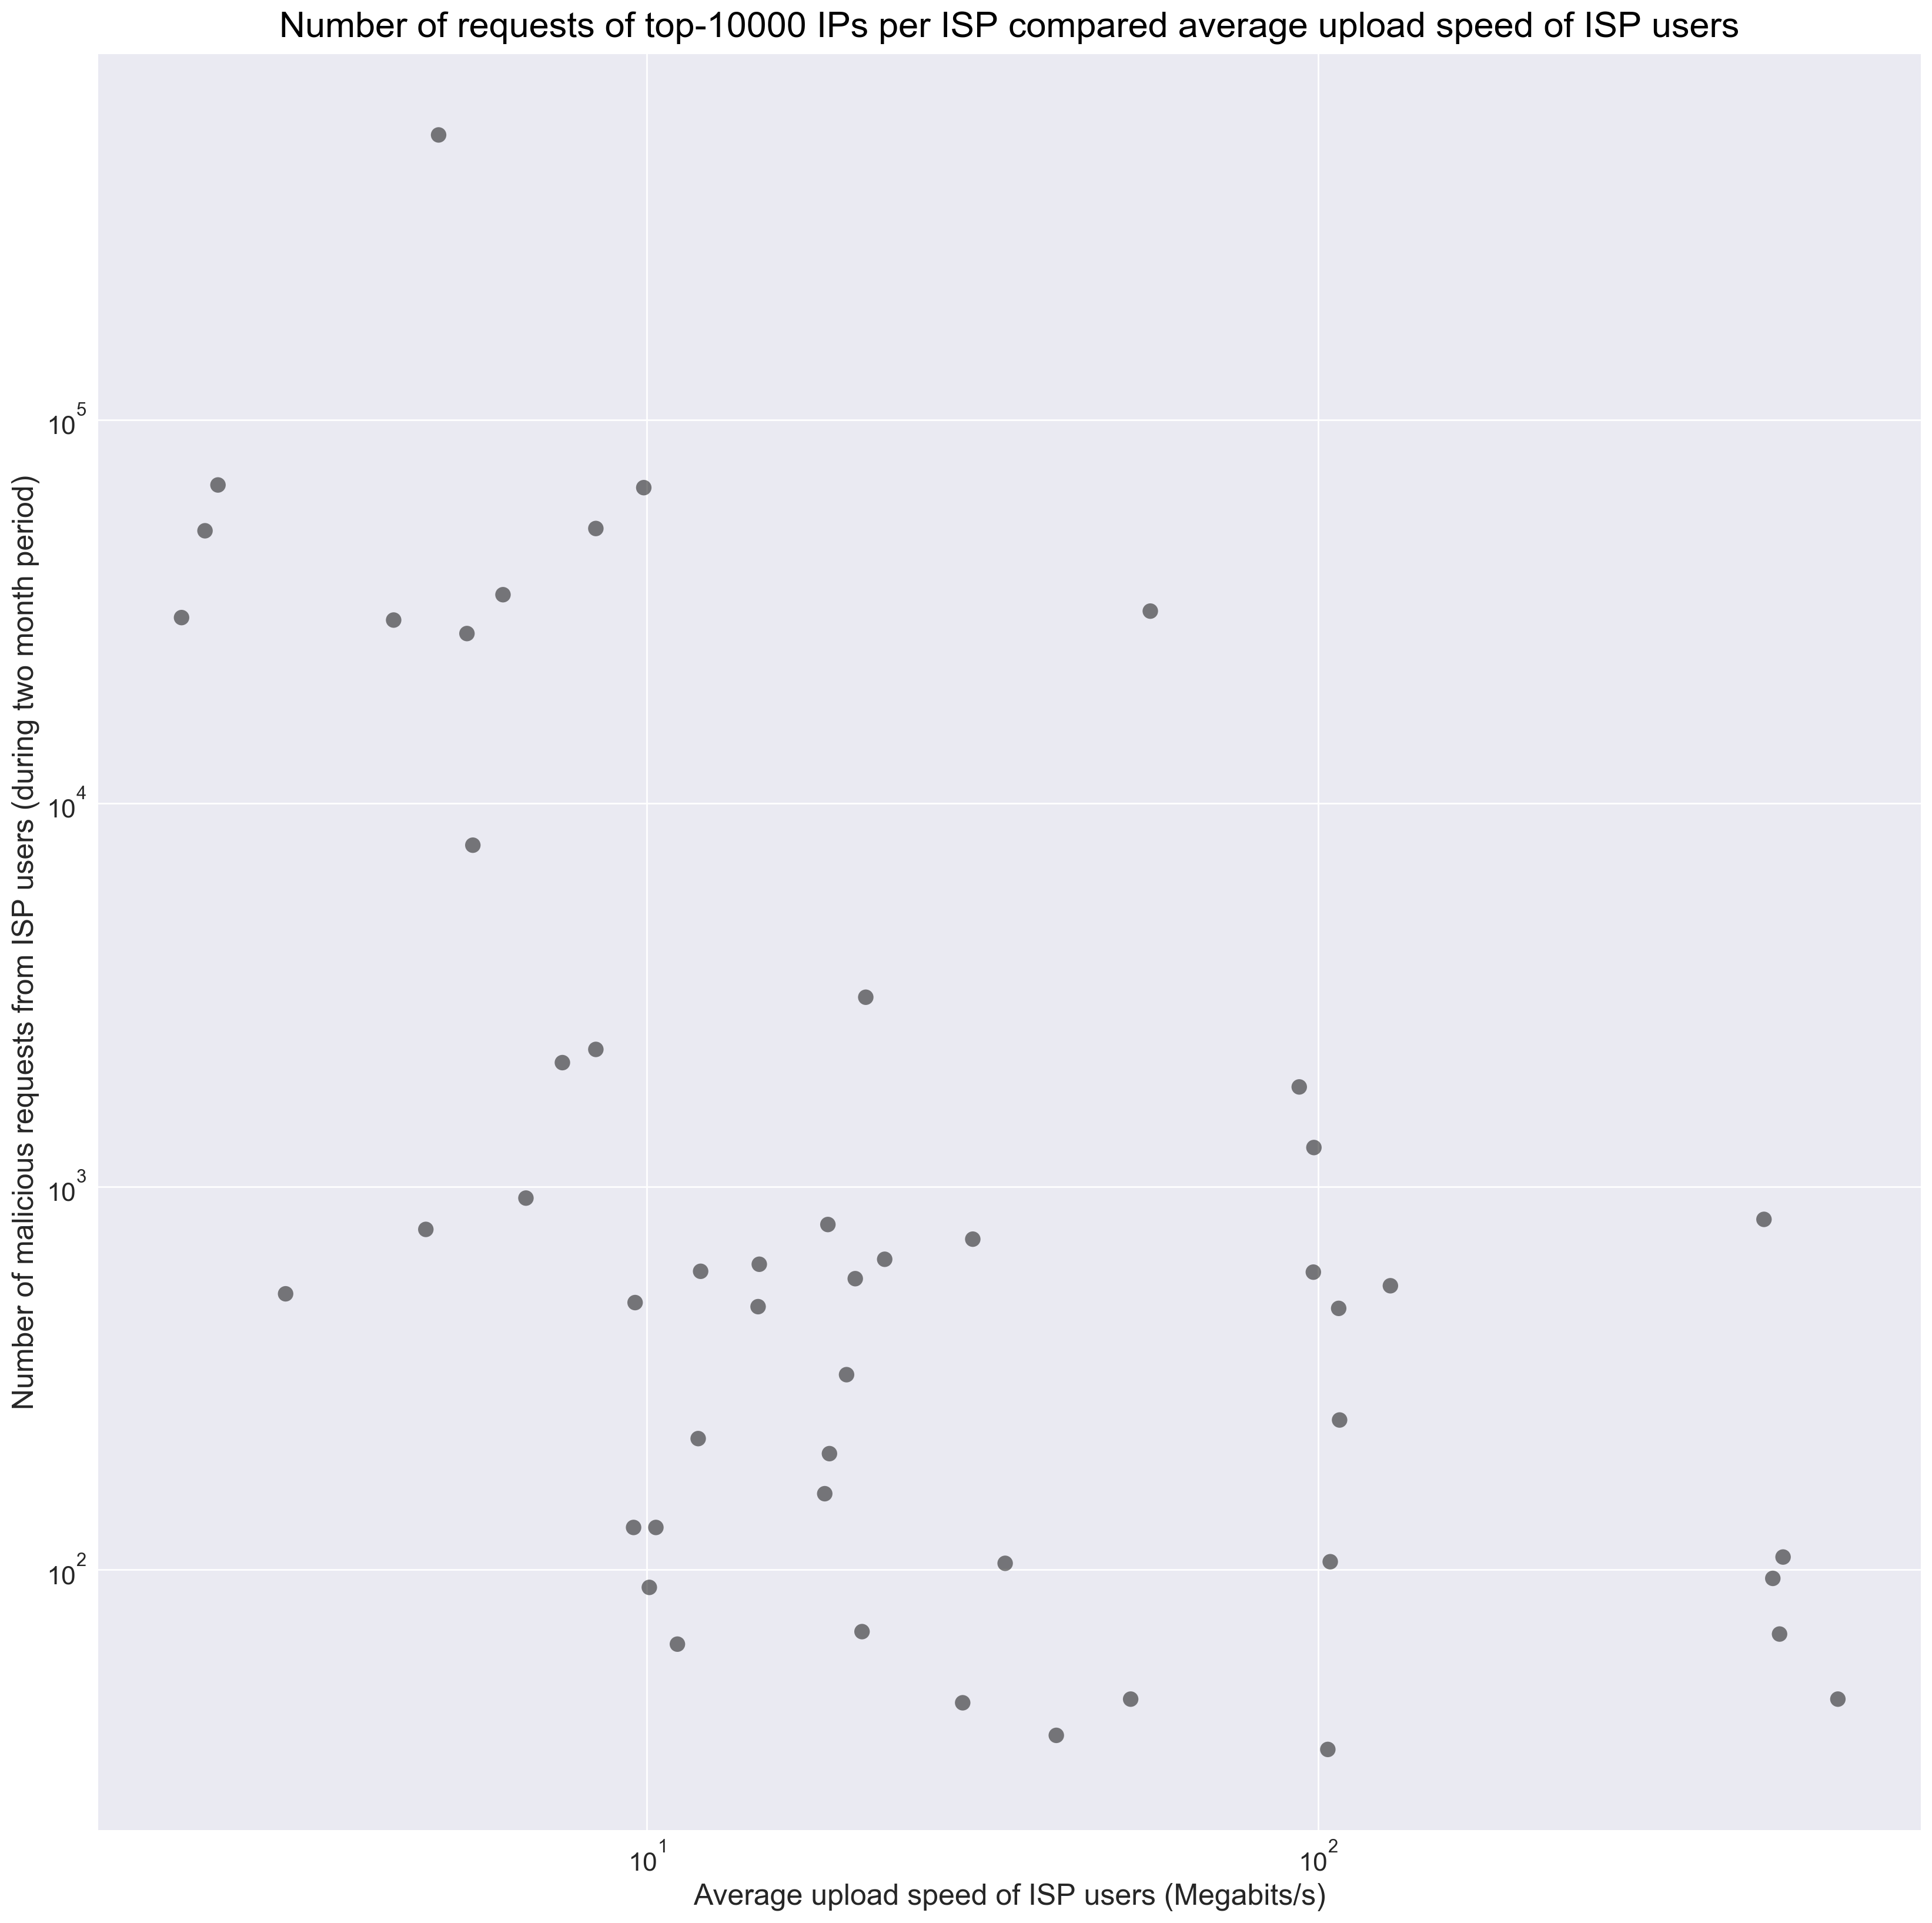 Number of requests of top-10000 IPs per ISP compared average upload speed of ISP users
Number of malicious requests from ISP users (during two month period)
10^5
10^4
10^3
10^2
10^1
10^2
Average upload speed of ISP users (Megabits/s)